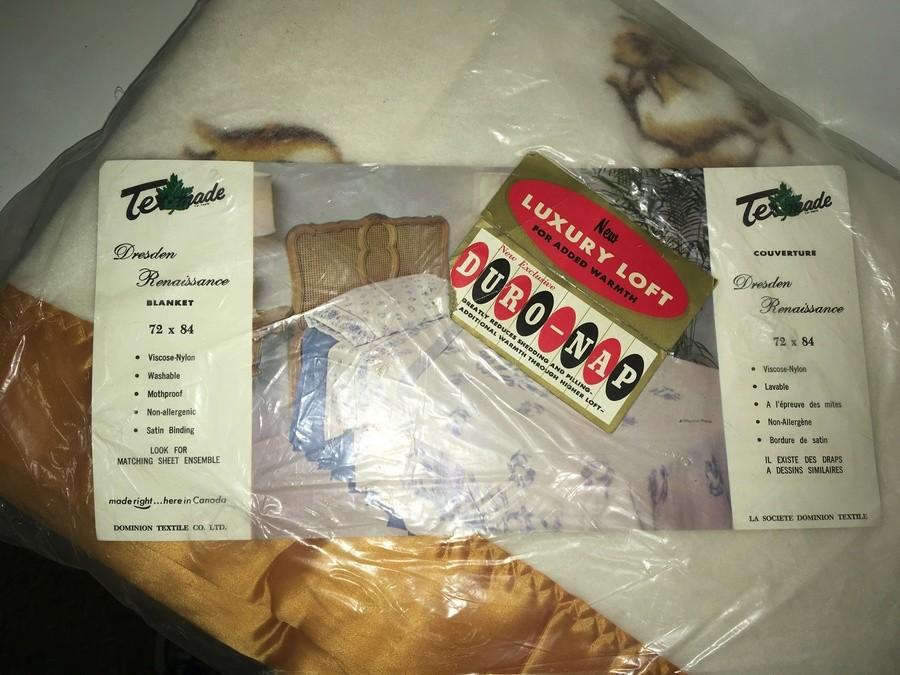 Texmade
Dresden
Renaissance
BLANKET
72 x 84
• Viscose-Nylon
• Washable
• Mothproof
• Non-allergenic
• Satin Binding
LOOK FOR
MATCHING SHEET ENSEMBLE
made right...here in Canada
DOMINION TEXTILE CO. LTD.
New
LUXURY LOFT
FOR ADDED WARMTH
New Exclusive
DURO-NAP
GREATLY REDUCES SHEDDING AND PILLING.
ADDITIONAL WARMTH THROUGH HIGHER LOFT—
Texmade
COUVERTURE
Dresden
Renaissance
72 x 84
• Viscose-Nylon
• Lavable
• A l'épreuve des mites
• Non-Allergène
• Bordure de satin
IL EXISTE DES DRAPS
A DESSINS SIMILAIRES
LA SOCIETE DOMINION TEXTILE